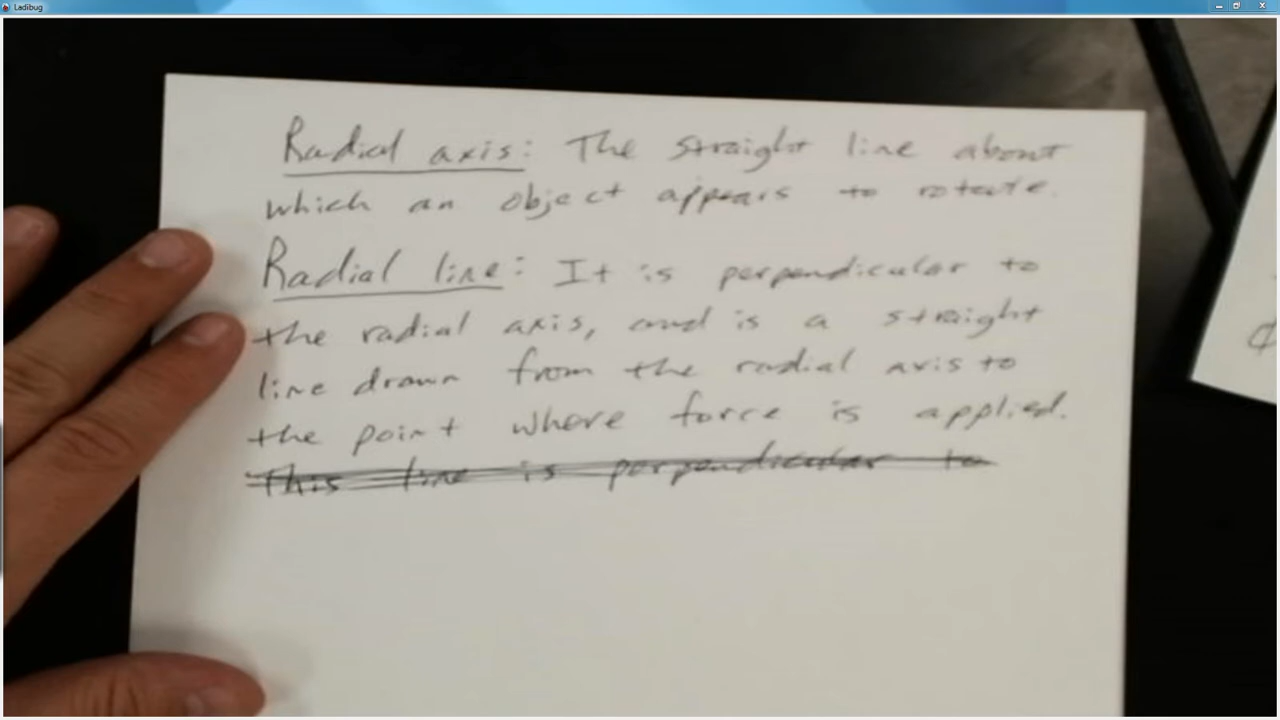 Ladibug
Radial axis: The straight line about
which an object appears to rotate.
Radial line: It is perpendicular to
the radial axis, and is a straight
line drawn from the radial axis to
the point where force is applied.
This line is perpendicular to